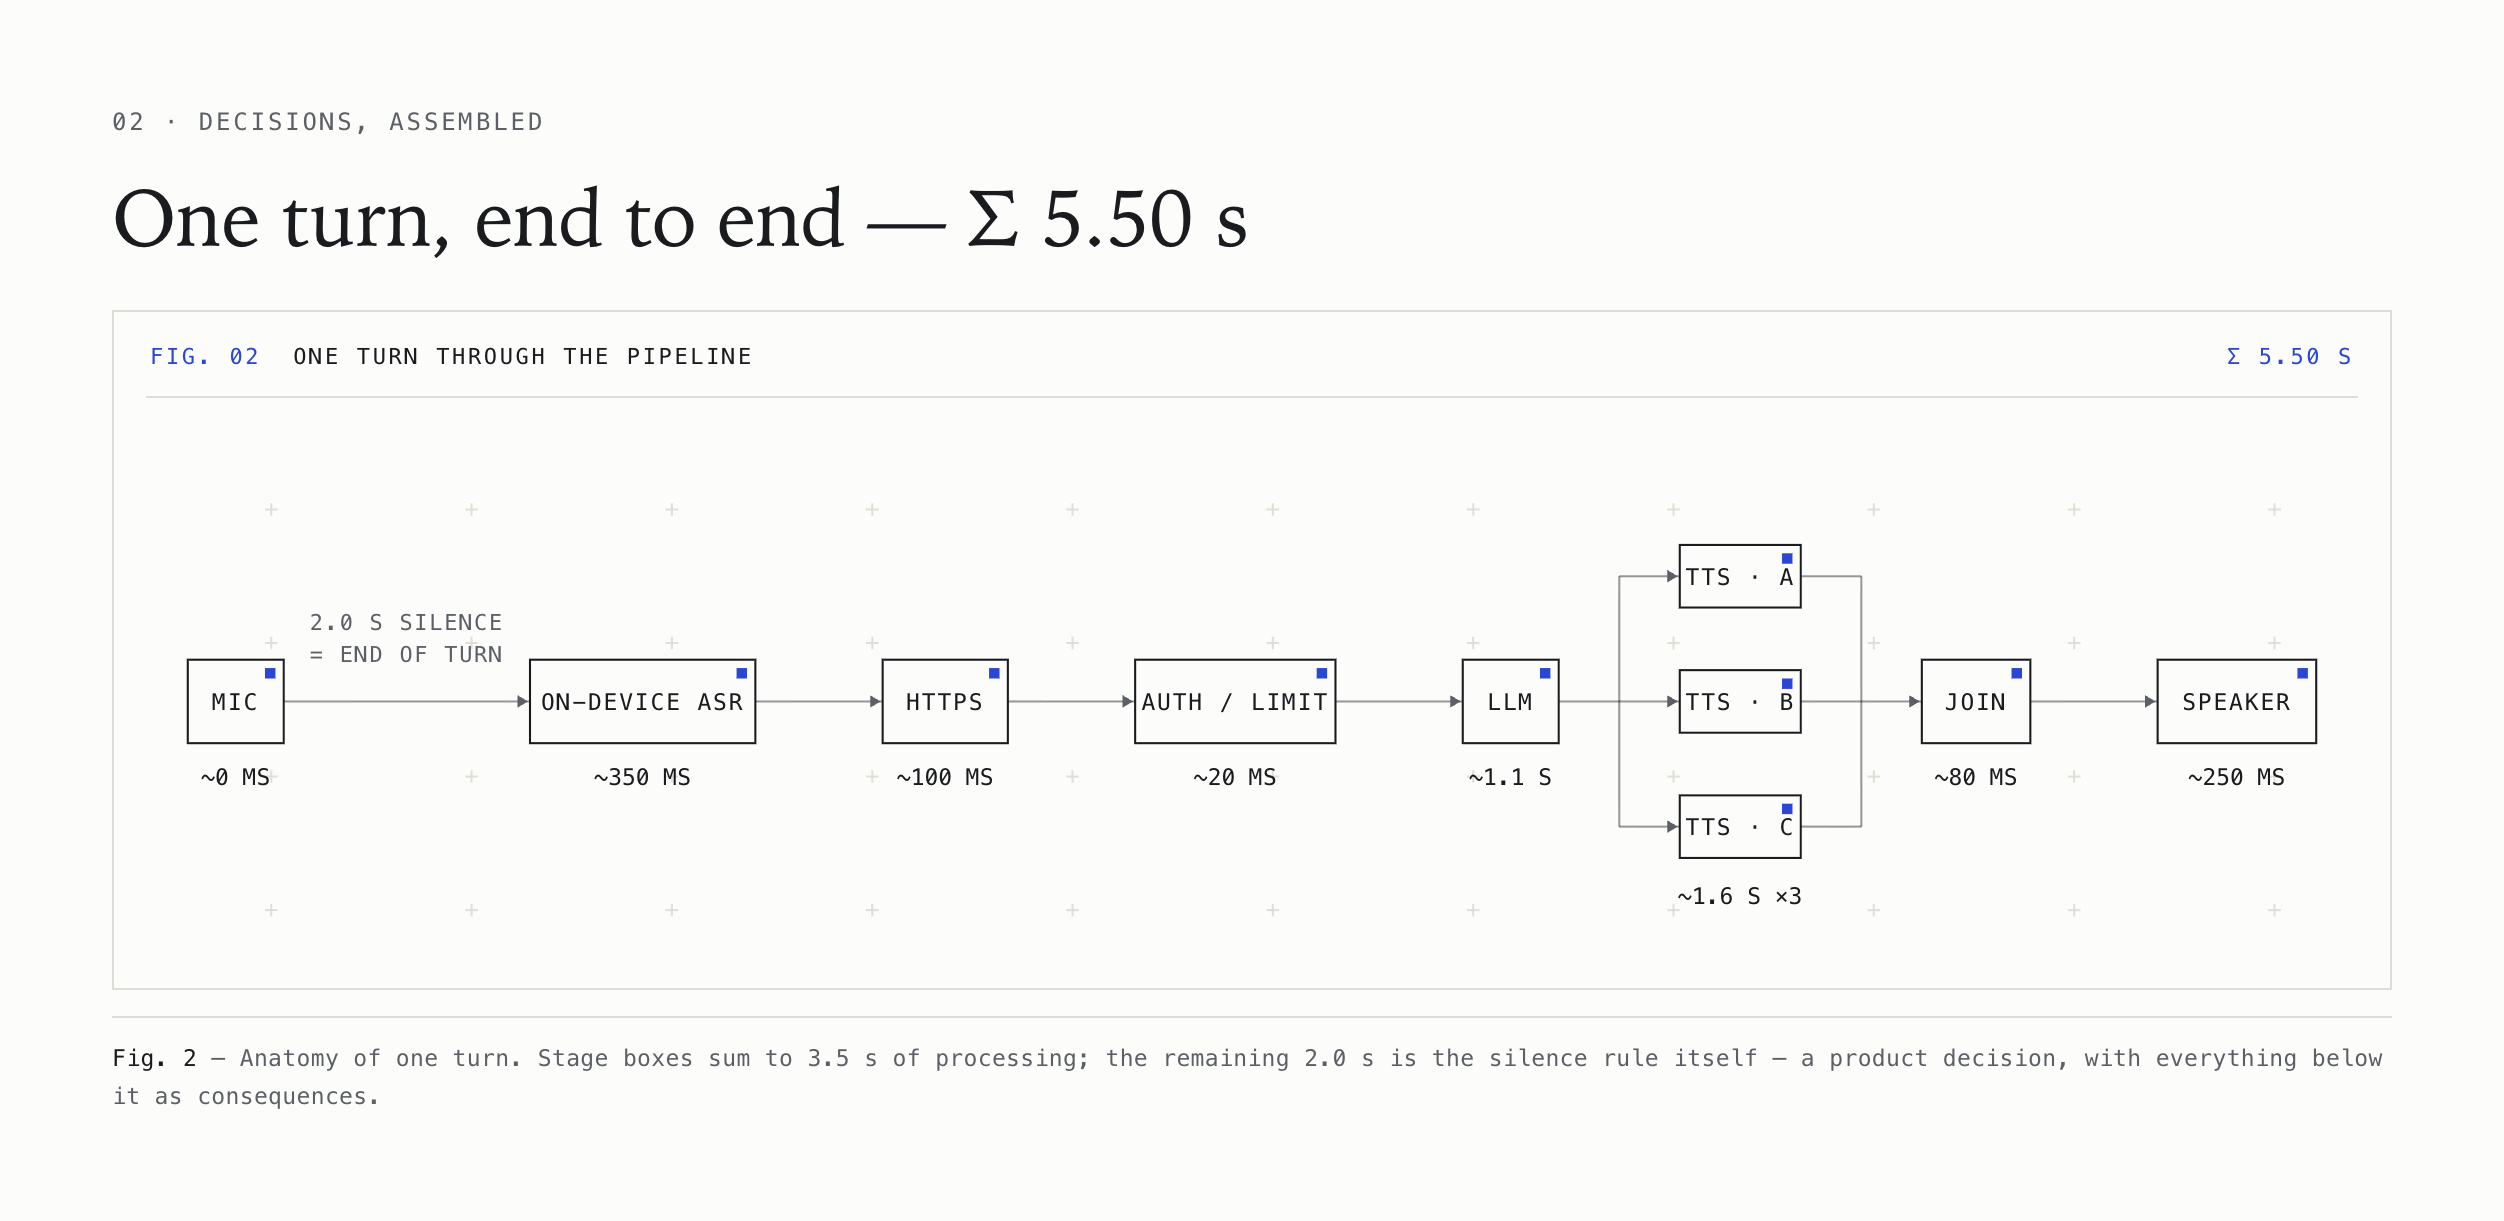 02 · DECISIONS, ASSEMBLED
One turn, end to end — Σ 5.50 s
FIG. 02 ONE TURN THROUGH THE PIPELINE
Σ 5.50 S
2.0 S SILENCE
= END OF TURN
MIC
~0 MS
ON–DEVICE ASR
~350 MS
HTTPS
~100 MS
AUTH / LIMIT
~20 MS
LLM
~1.1 S
TTS · A
TTS · B
TTS · C
~1.6 S ×3
JOIN
~80 MS
SPEAKER
~250 MS
Fig. 2 — Anatomy of one turn. Stage boxes sum to 3.5 s of processing; the remaining 2.0 s is the silence rule itself — a product decision, with everything below
it as consequences.